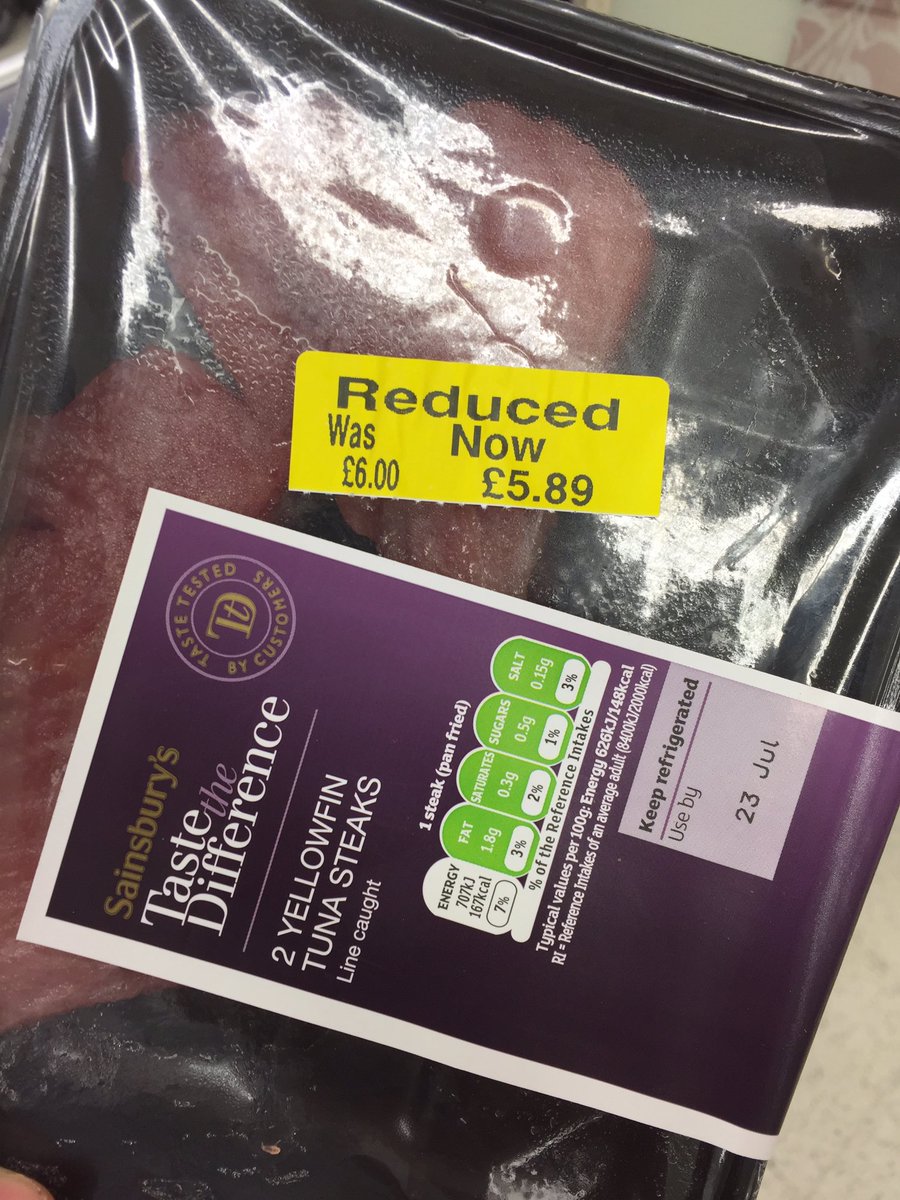 Reduced
Was Now
£6.00 £5.89
TASTE TESTED BY CUSTOMERS
Ttd
Sainsbury's
Taste the
Difference
2 YELLOWFIN
TUNA STEAKS
Line caught
1 steak (pan fried)
ENERGY
707kJ
167kcal
7%
FAT
1.8g
3%
SATURATES
0.3g
2%
SUGARS
0.5g
1%
SALT
0.15g
3%
% of the Reference Intakes
Typical values per 100g: Energy 626kJ/148kcal
RI = Reference Intakes of an average adult (8400kJ/2000kcal)
Keep refrigerated
Use by
23 Jul